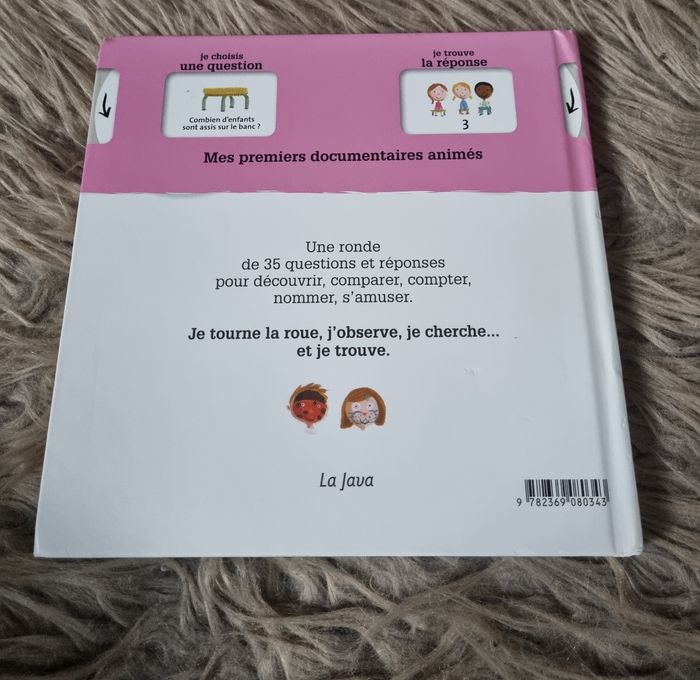 je choisis
une question
je trouve
la réponse
Combien d'enfants
sont assis sur le banc ?
3
Mes premiers documentaires animés
Une ronde
de 35 questions et réponses
pour découvrir, comparer, compter,
nommer, s'amuser.
Je tourne la roue, j'observe, je cherche...
et je trouve.
La Java
9 782369 080343